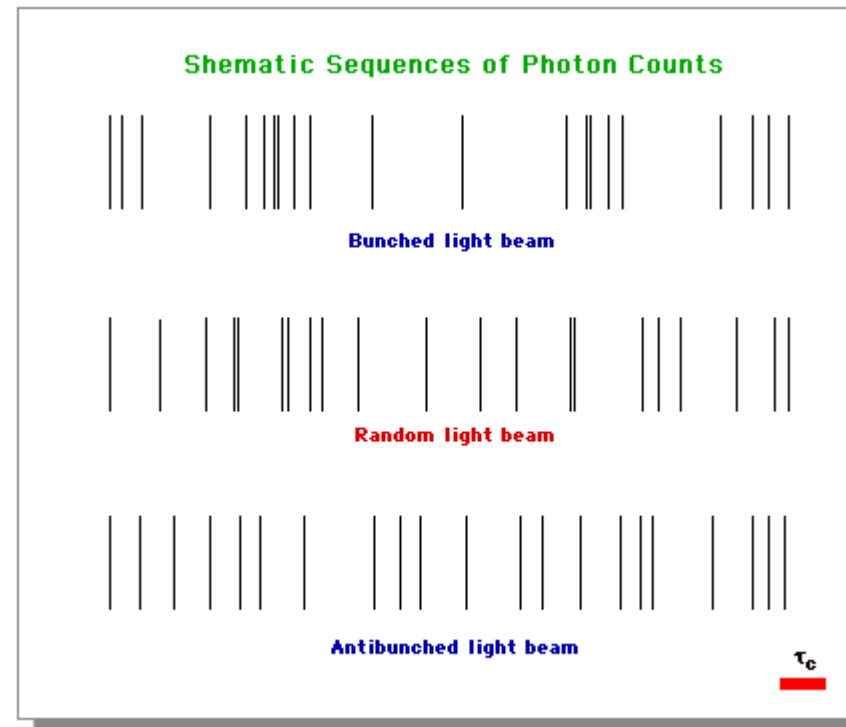 Shematic Sequences of Photon Counts
Bunched light beam
Random light beam
Antibunched light beam
τc